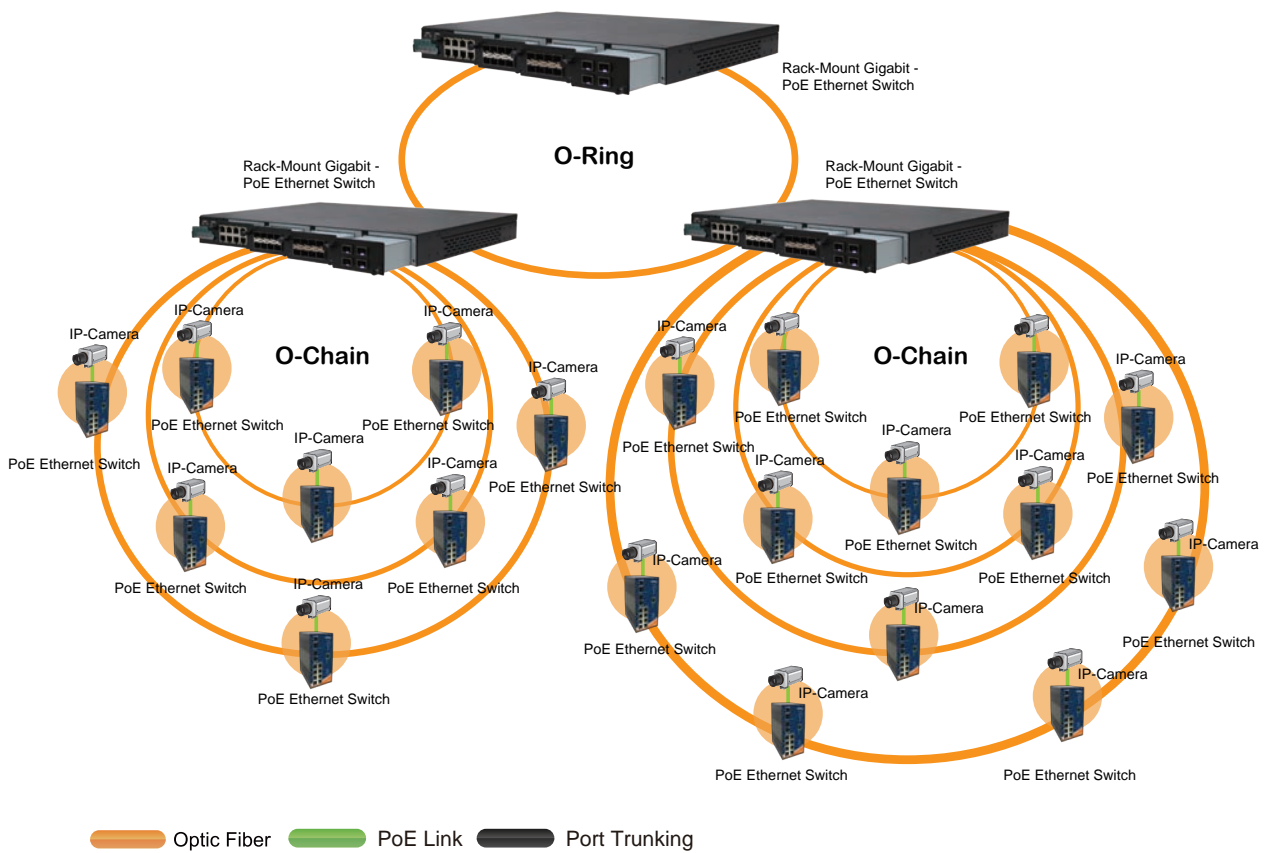 Rack-Mount Gigabit -
PoE Ethernet Switch
O-Ring
Rack-Mount Gigabit -
PoE Ethernet Switch
Rack-Mount Gigabit -
PoE Ethernet Switch
IP-Camera
IP-Camera
IP-Camera
O-Chain
IP-Camera
PoE Ethernet Switch
PoE Ethernet Switch
IP-Camera
PoE Ethernet Switch
IP-Camera
IP-Camera
PoE Ethernet Switch
PoE Ethernet Switch
IP-Camera
PoE Ethernet Switch
PoE Ethernet Switch
IP-Camera
IP-Camera
IP-Camera
O-Chain
IP-Camera
PoE Ethernet Switch
PoE Ethernet Switch
IP-Camera
PoE Ethernet Switch
PoE Ethernet Switch
IP-Camera
IP-Camera
PoE Ethernet Switch
IP-Camera
PoE Ethernet Switch
PoE Ethernet Switch
IP-Camera
IP-Camera
PoE Ethernet Switch
PoE Ethernet Switch
PoE Ethernet Switch
IP-Camera
IP-Camera
PoE Ethernet Switch
PoE Ethernet Switch
Optic Fiber
PoE Link
Port Trunking